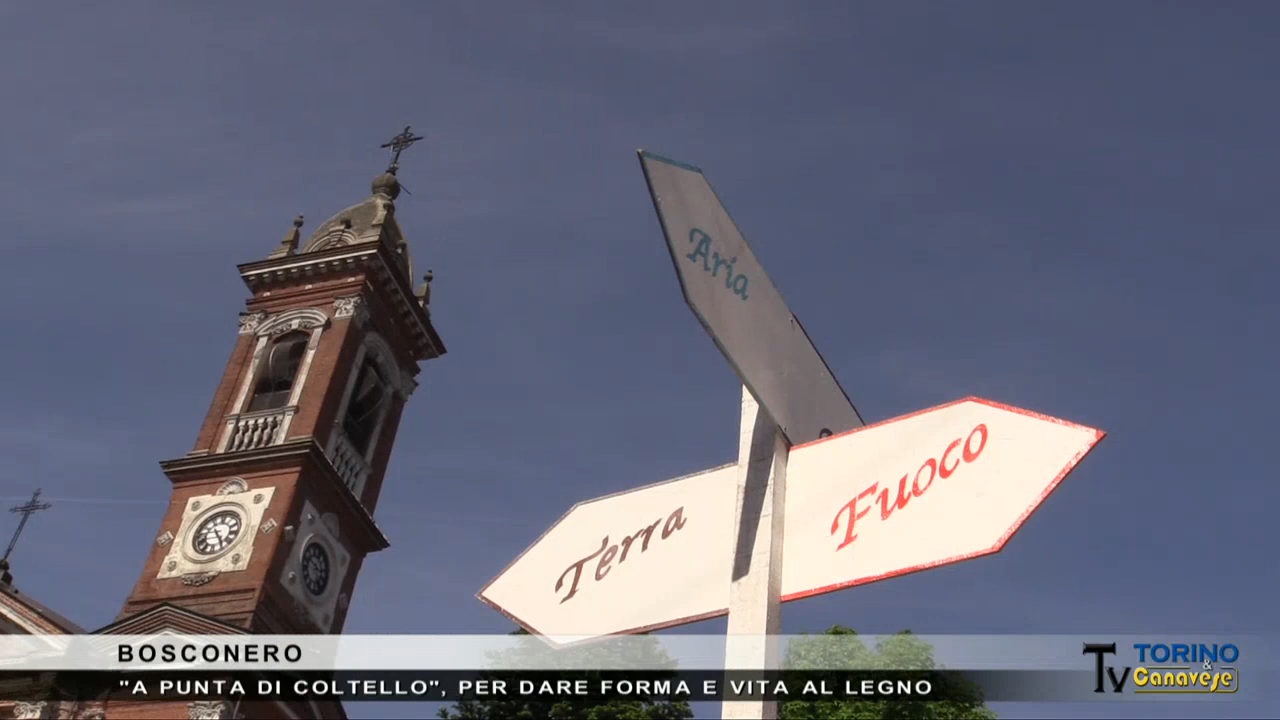 Aria
Fuoco
Terra
BOSCONERO
"A PUNTA DI COLTELLO", PER DARE FORMA E VITA AL LEGNO
TV TORINO
& Canavese